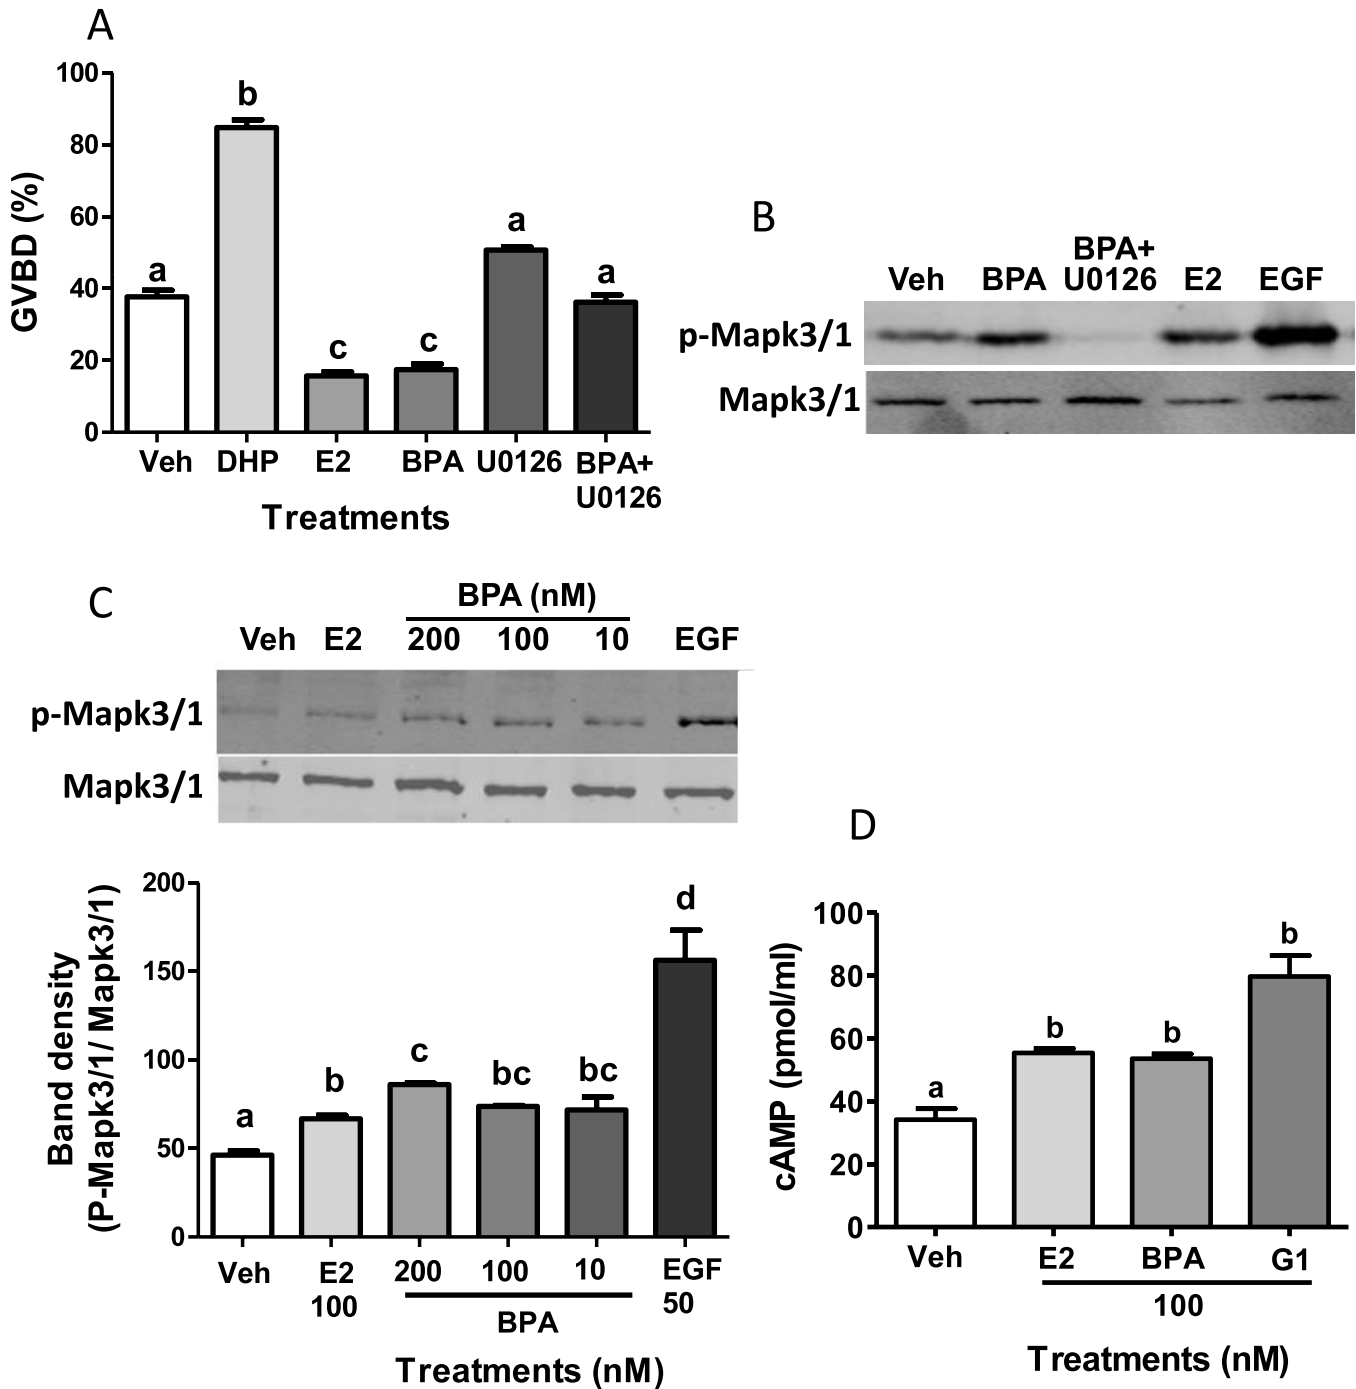 A
GVBD (%)
100
80
60
40
20
0
a
b
c
c
a
a
Veh DHP E2 BPA U0126 BPA+
U0126
Treatments
B
Veh BPA BPA+
U0126 E2 EGF
p-Mapk3/1
Mapk3/1
C
BPA (nM)
Veh E2 200 100 10 EGF
p-Mapk3/1
Mapk3/1
Band density
(P-Mapk3/1/ Mapk3/1)
200
150
100
50
0
a
b
c
bc
bc
d
Veh E2 200 100 10 EGF
100 50
BPA
Treatments (nM)
D
cAMP (pmol/ml)
100
80
60
40
20
0
a
b
b
b
Veh E2 BPA G1
100
Treatments (nM)